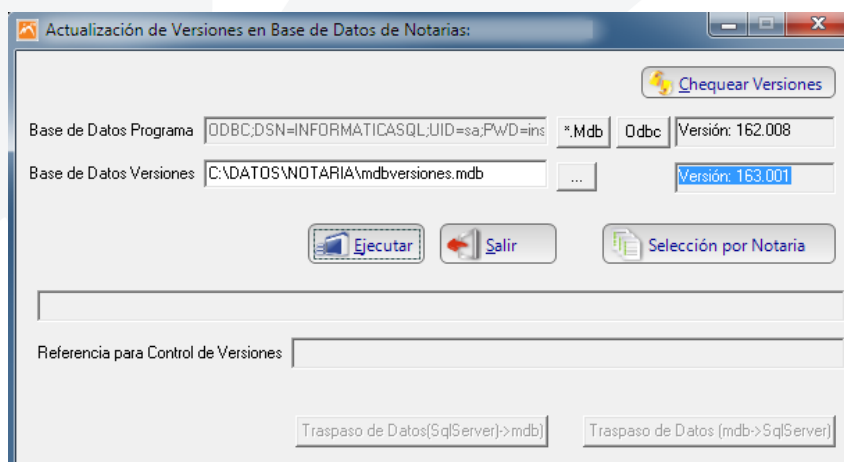 Actualización de Versiones en Base de Datos de Notarias:
Chequear Versiones
Base de Datos Programa ODBC;DSN=INFORMATICASQL;UID=sa;PWD=ins *.Mdb Odbc Versión: 162.008
Base de Datos Versiones C:\DATOS\NOTARIA\mdbversiones.mdb ... Versión: 163.001
Ejecutar Salir Selección por Notaria
Referencia para Control de Versiones
Traspaso de Datos(SqlServer)->mdb) Traspaso de Datos (mdb->SqlServer)